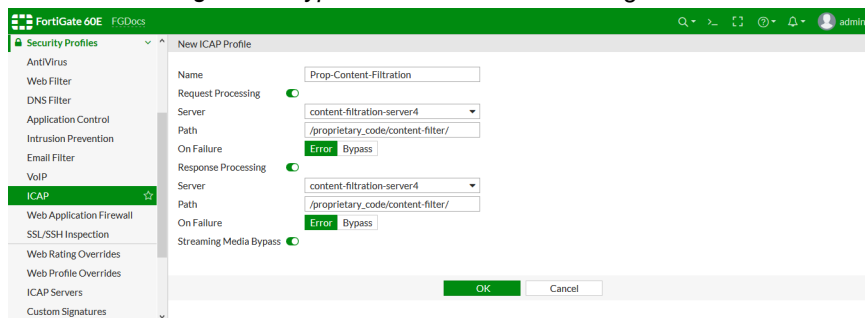 FortiGate 60E FGDocs
admin
Security Profiles
AntiVirus
Web Filter
DNS Filter
Application Control
Intrusion Prevention
Email Filter
VoIP
ICAP
Web Application Firewall
SSL/SSH Inspection
Web Rating Overrides
Web Profile Overrides
ICAP Servers
Custom Signatures
New ICAP Profile
Name Prop-Content-Filtration
Request Processing
Server content-filtration-server4
Path /proprietary_code/content-filter/
On Failure Error Bypass
Response Processing
Server content-filtration-server4
Path /proprietary_code/content-filter/
On Failure Error Bypass
Streaming Media Bypass
OK Cancel